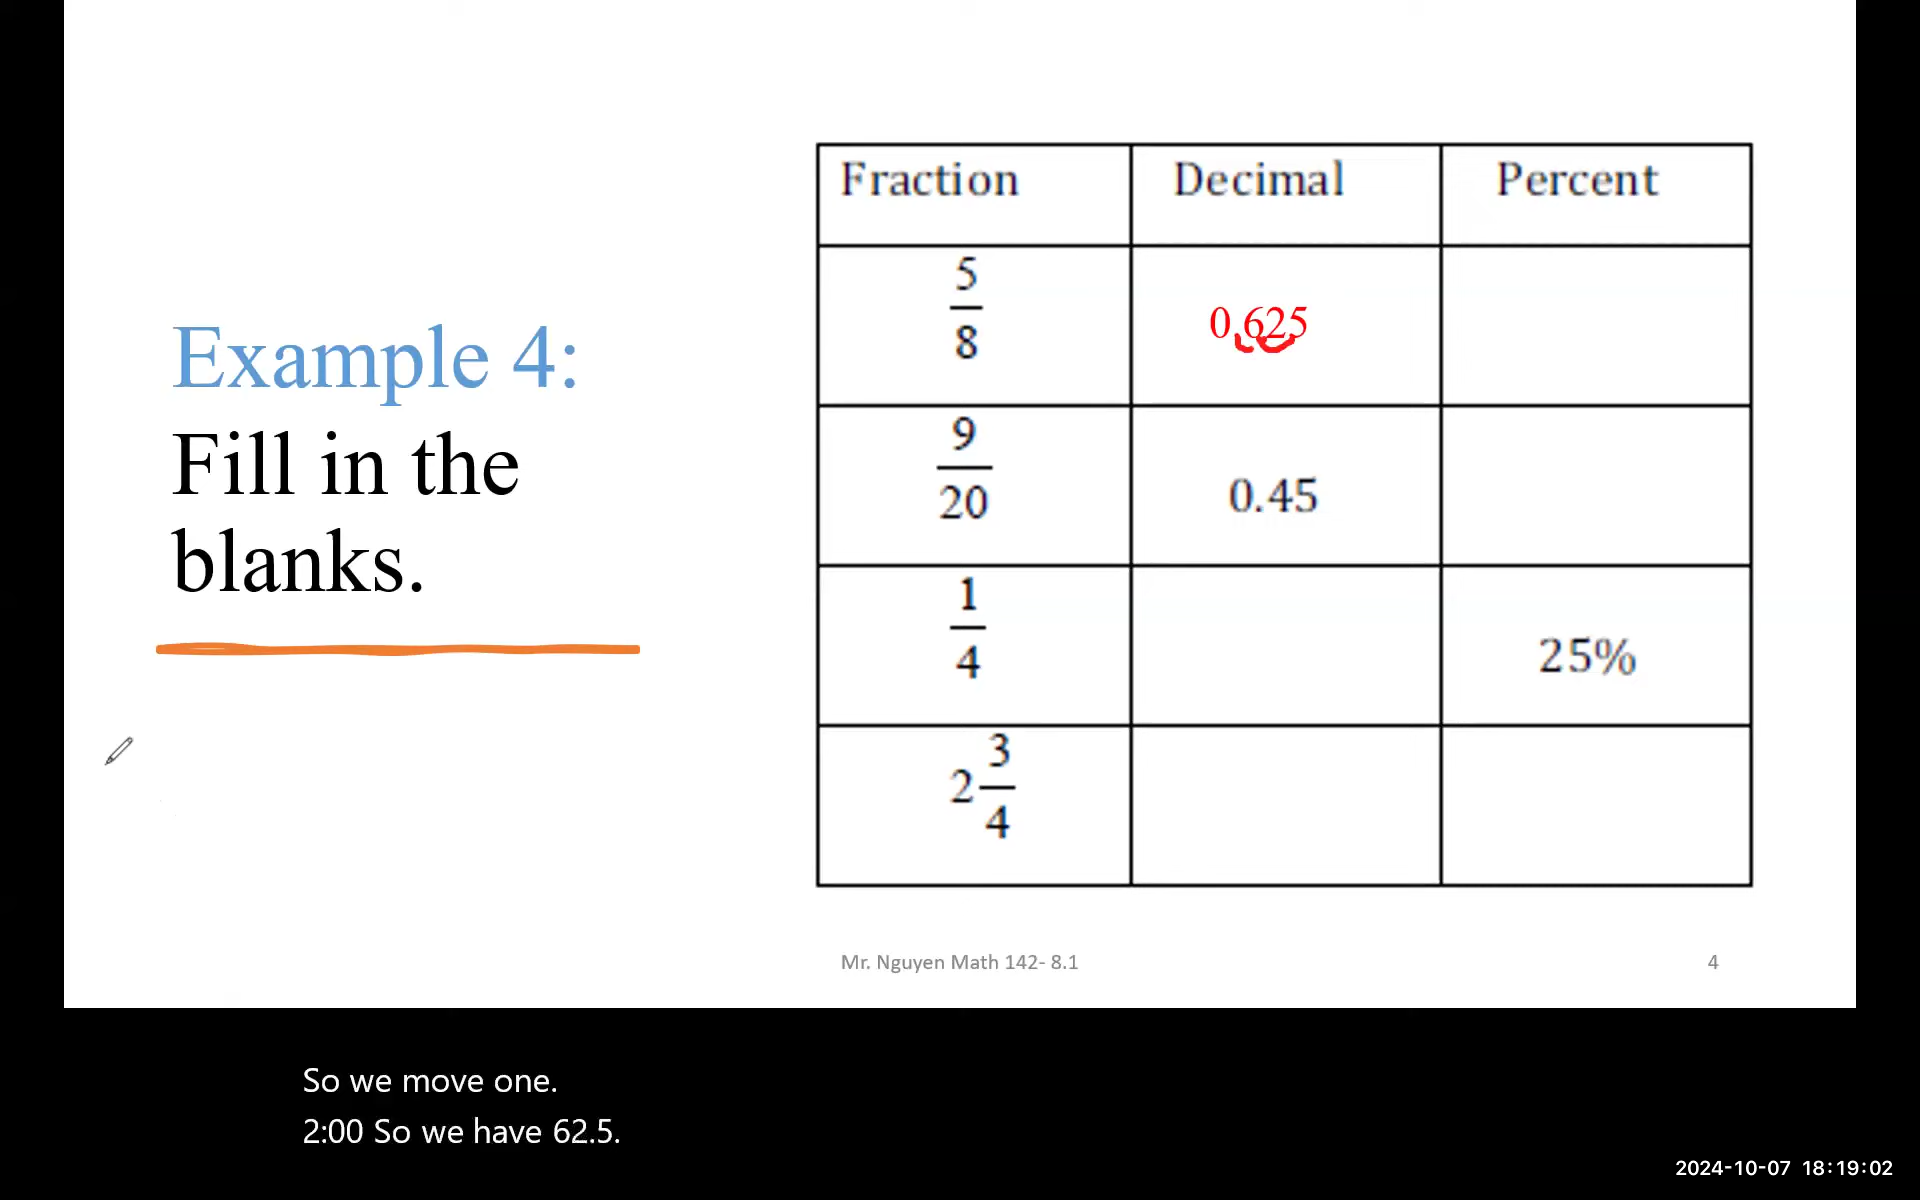 Example 4:
Fill in the
blanks.
Fraction Decimal Percent
5/8 0.625
9/20 0.45
1/4 25%
2 3/4
Mr. Nguyen Math 142- 8.1 4
So we move one.
2:00 So we have 62.5.
2024-10-07 18:19:02